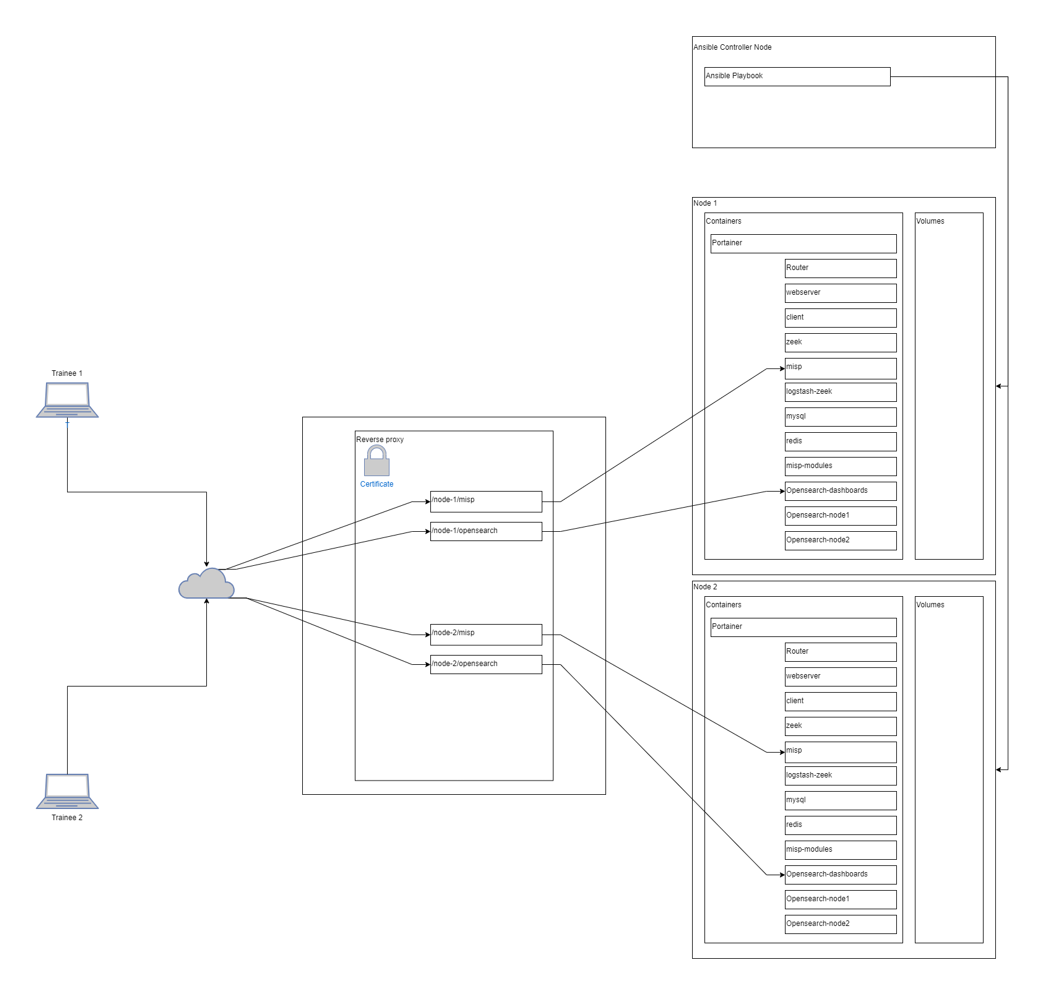 Ansible Controller Node
Ansible Playbook
Node 1
Containers
Volumes
Portainer
Router
webserver
client
zeek
misp
logstash-zeek
mysql
redis
misp-modules
Opensearch-dashboards
Opensearch-node1
Opensearch-node2
Trainee 1
Reverse proxy
Certificate
/node-1/misp
/node-1/opensearch
/node-2/misp
/node-2/opensearch
Trainee 2
Node 2
Containers
Volumes
Portainer
Router
webserver
client
zeek
misp
logstash-zeek
mysql
redis
misp-modules
Opensearch-dashboards
Opensearch-node1
Opensearch-node2